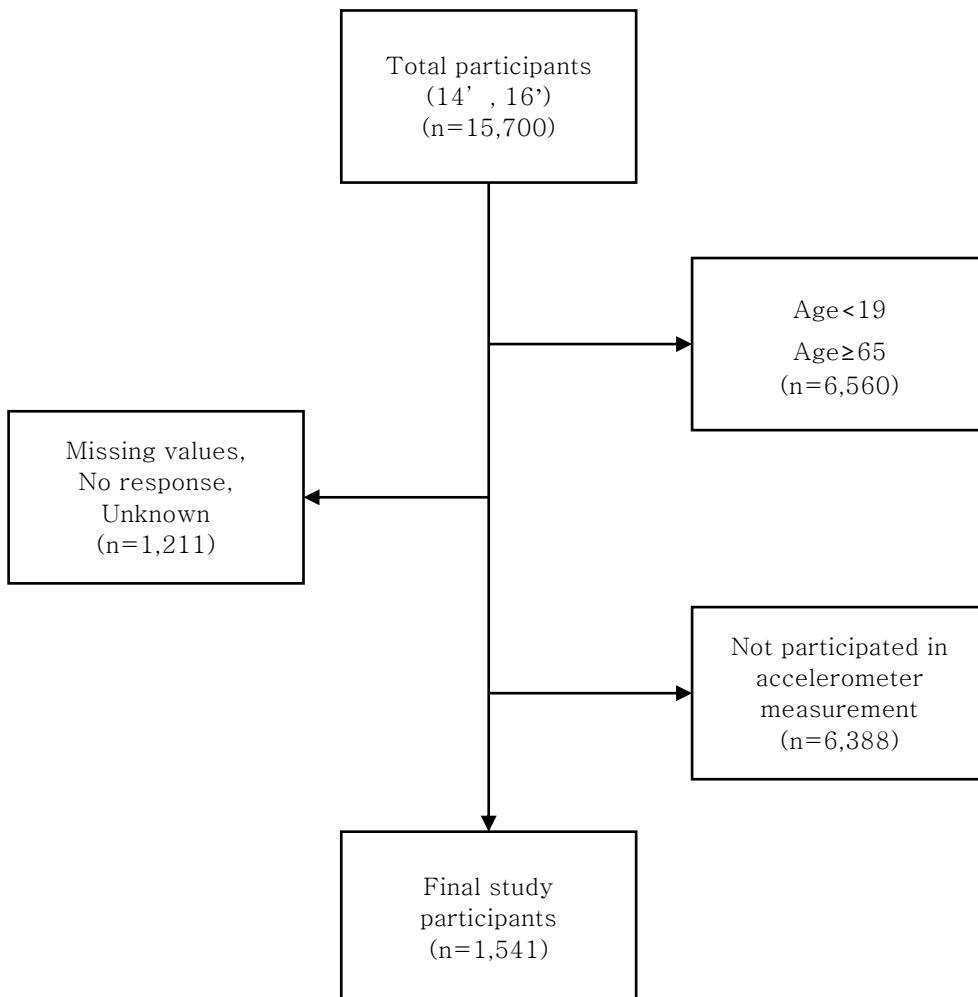 Total participants
(14’ , 16’)
(n=15,700)
Age<19
Age≥65
(n=6,560)
Missing values,
No response,
Unknown
(n=1,211)
Not participated in
accelerometer
measurement
(n=6,388)
Final study
participants
(n=1,541)